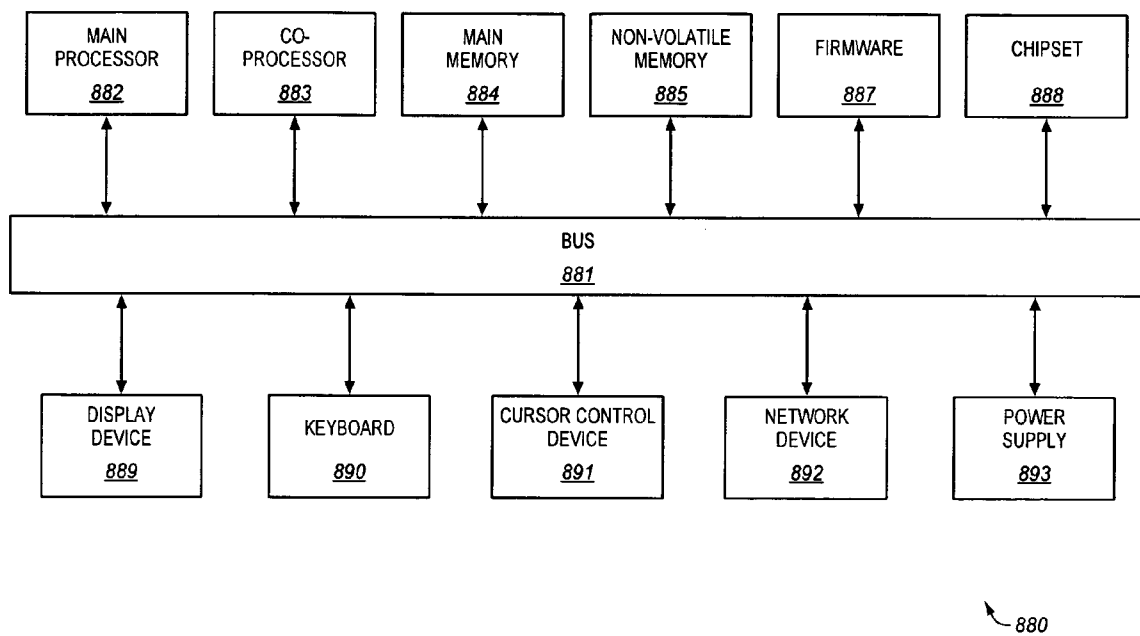 MAIN
PROCESSOR
882
CO-
PROCESSOR
883
MAIN
MEMORY
884
NON-VOLATILE
MEMORY
885
FIRMWARE
887
CHIPSET
888
BUS
881
DISPLAY
DEVICE
889
KEYBOARD
890
CURSOR CONTROL
DEVICE
891
NETWORK
DEVICE
892
POWER
SUPPLY
893
880